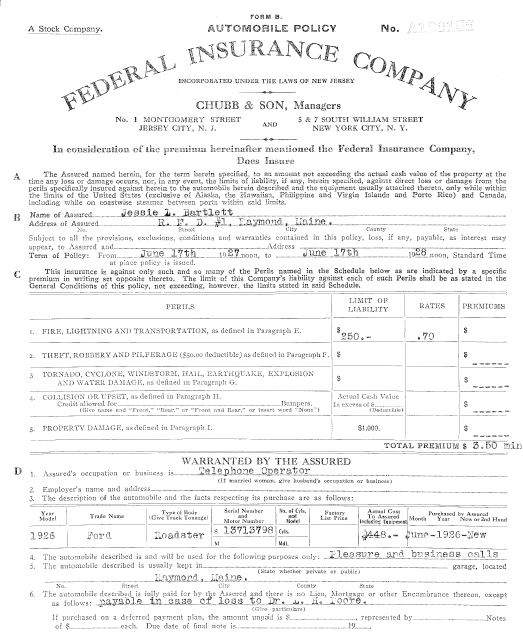 FORM B.
A Stock Company.
AUTOMOBILE POLICY
No.
FEDERAL INSURANCE COMPANY
INCORPORATED UNDER THE LAWS OF NEW JERSEY
CHUBB & SON, Managers
No. 1 MONTGOMERY STREET
JERSEY CITY, N. J.
AND
5 & 7 SOUTH WILLIAM STREET
NEW YORK CITY, N. Y.
In consideration of the premium hereinafter mentioned the Federal Insurance Company,
Does Insure
A The Assured named herein, for the term herein specified, to an amount not exceeding the actual cash value of the property at the
time any loss or damage occurs, nor, in any event, the limits of liability, if any, herein specified, against direct loss or damage from the
perils specifically insured against herein to the automobile described herein and the equipment usually attached thereto, only while within
the limits of the United States (exclusive of Alaska, the Hawaiian, Philippine and Virgin Islands and Porto Rico) and Canada,
including while on coastwise steamer between ports within said limits.
B Name of Assured Jessie L. Bartlett
Address of Assured R. F. D. #1, Raymond, Maine.
No. Street City County State
Subject to all the provisions, exclusions, conditions and warranties contained in this policy, loss, if any, payable, as interest may
appear, to Assured and Address
Term of Policy: From June 17th 1927 noon, to June 17th 1928 noon, Standard Time
at place policy is issued.
C This insurance is against only such and so many of the Perils named in the Schedule below as are indicated by a specific
premium in writing set opposite thereto. The limit of this Company's liability against each of such Perils shall be as stated in the
General Conditions of this policy, not exceeding, however, the limits stated in said Schedule.
PERILS LIMIT OF LIABILITY RATES PREMIUMS
1. FIRE, LIGHTNING AND TRANSPORTATION, as defined in Paragraph E. $ 250.- .70 $
2. THEFT, ROBBERY AND PILFERAGE ($50.00 deductible) as defined in Paragraph F. $ $
3. TORNADO, CYCLONE, WINDSTORM, HAIL, EARTHQUAKE, EXPLOSION
AND WATER DAMAGE, as defined in Paragraph G. $ $
4. COLLISION OR UPSET, as defined in Paragraph H. Actual Cash Value
Credit allowed for Bumpers. In excess of $ $
(Give name and "Front," "Rear," or "Front and Rear," or insert word "None") (Deductible)
5. PROPERTY DAMAGE, as defined in Paragraph I. $1,000. $
TOTAL PREMIUM $ 3.50 min
WARRANTED BY THE ASSURED
D 1. Assured's occupation or business is Telephone Operator
(If married woman, give husband's occupation or business)
2. Employer's name and address
3. The description of the automobile and the facts respecting its purchase are as follows:
Year Model Trade Name Type of Body (Give Truck Tonnage) Serial Number and Motor Number No. of Cyls. and Model Factory List Price Actual Cost To Assured Including Equipment Purchased by Assured Month Year New or 2nd Hand
1926 Ford Roadster S 13713798 Cyls. $448.- June-1926-New
M Mdl.
4. The automobile described is and will be used for the following purposes only: Pleasure and business calls
5. The automobile described is usually kept in garage, located
(State whether private or public)
Raymond, Maine.
No. Street City County State
6. The automobile described is fully paid for by the Assured and there is no Lien, Mortgage or other Encumbrance thereon, except
as follows: payable in case of loss to Dr. L. H. Poore.
(Give particulars)
If purchased on a deferred payment plan, the amount unpaid is $ represented by Notes
of $ each. Due date of final note is 19